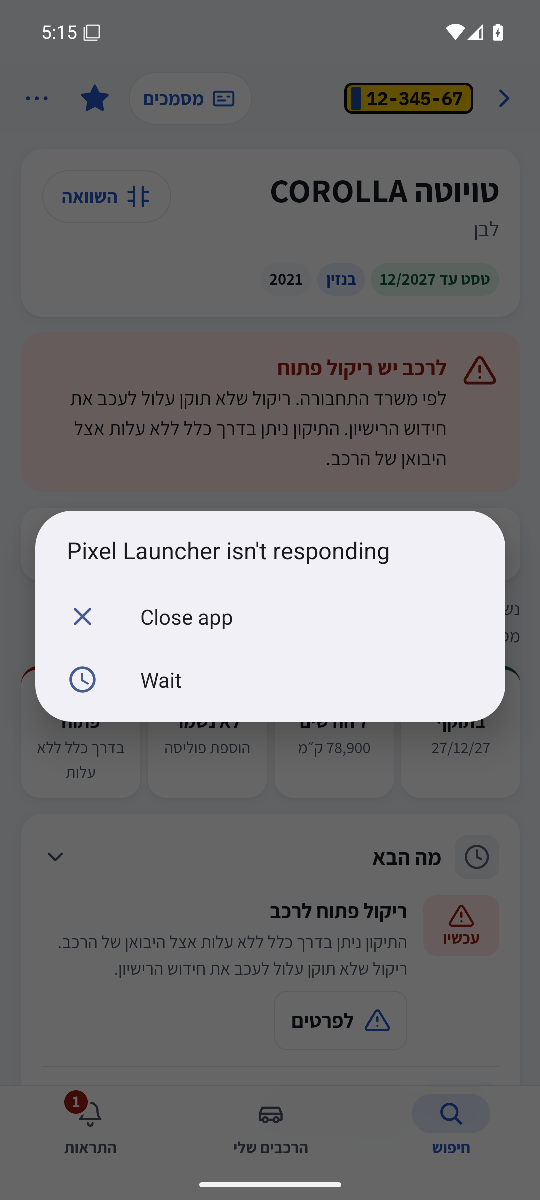 5:15
12-345-67
מסמכים
טויוטה COROLLA
השוואה
לבן
טסט עד 12/2027
בנזין
2021
לרכב יש ריקול פתוח
לפי משרד התחבורה. ריקול שלא תוקן עלול לעכב את
חידוש הרישיון. התיקון ניתן בדרך כלל ללא עלות אצל
היבואן של הרכב.
Pixel Launcher isn't responding
Close app
Wait
27/12/27
78,900 ק״מ
הוספת פוליסה
בדרך כלל ללא
עלות
מה הבא
עכשיו
ריקול פתוח לרכב
התיקון ניתן בדרך כלל ללא עלות אצל היבואן של הרכב.
ריקול שלא תוקן עלול לעכב את חידוש הרישיון.
לפרטים
חיפוש
הרכבים שלי
1
התראות